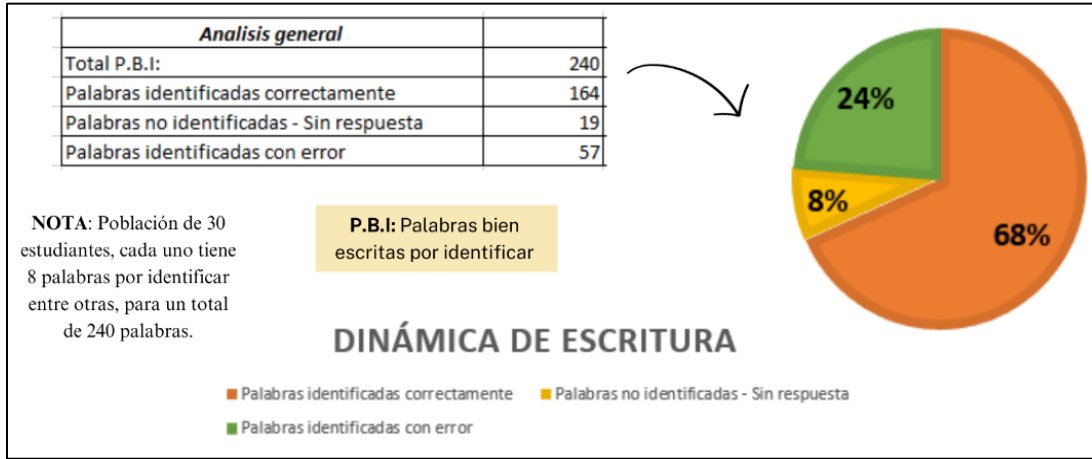 Analisis general
Total P.B.I: 240
Palabras identificadas correctamente 164
Palabras no identificadas - Sin respuesta 19
Palabras identificadas con error 57
24%
8%
68%
NOTA: Población de 30
estudiantes, cada uno tiene
8 palabras por identificar
entre otras, para un total
de 240 palabras.
P.B.I: Palabras bien
escritas por identificar
DINÁMICA DE ESCRITURA
Palabras identificadas correctamente
Palabras no identificadas - Sin respuesta
Palabras identificadas con error